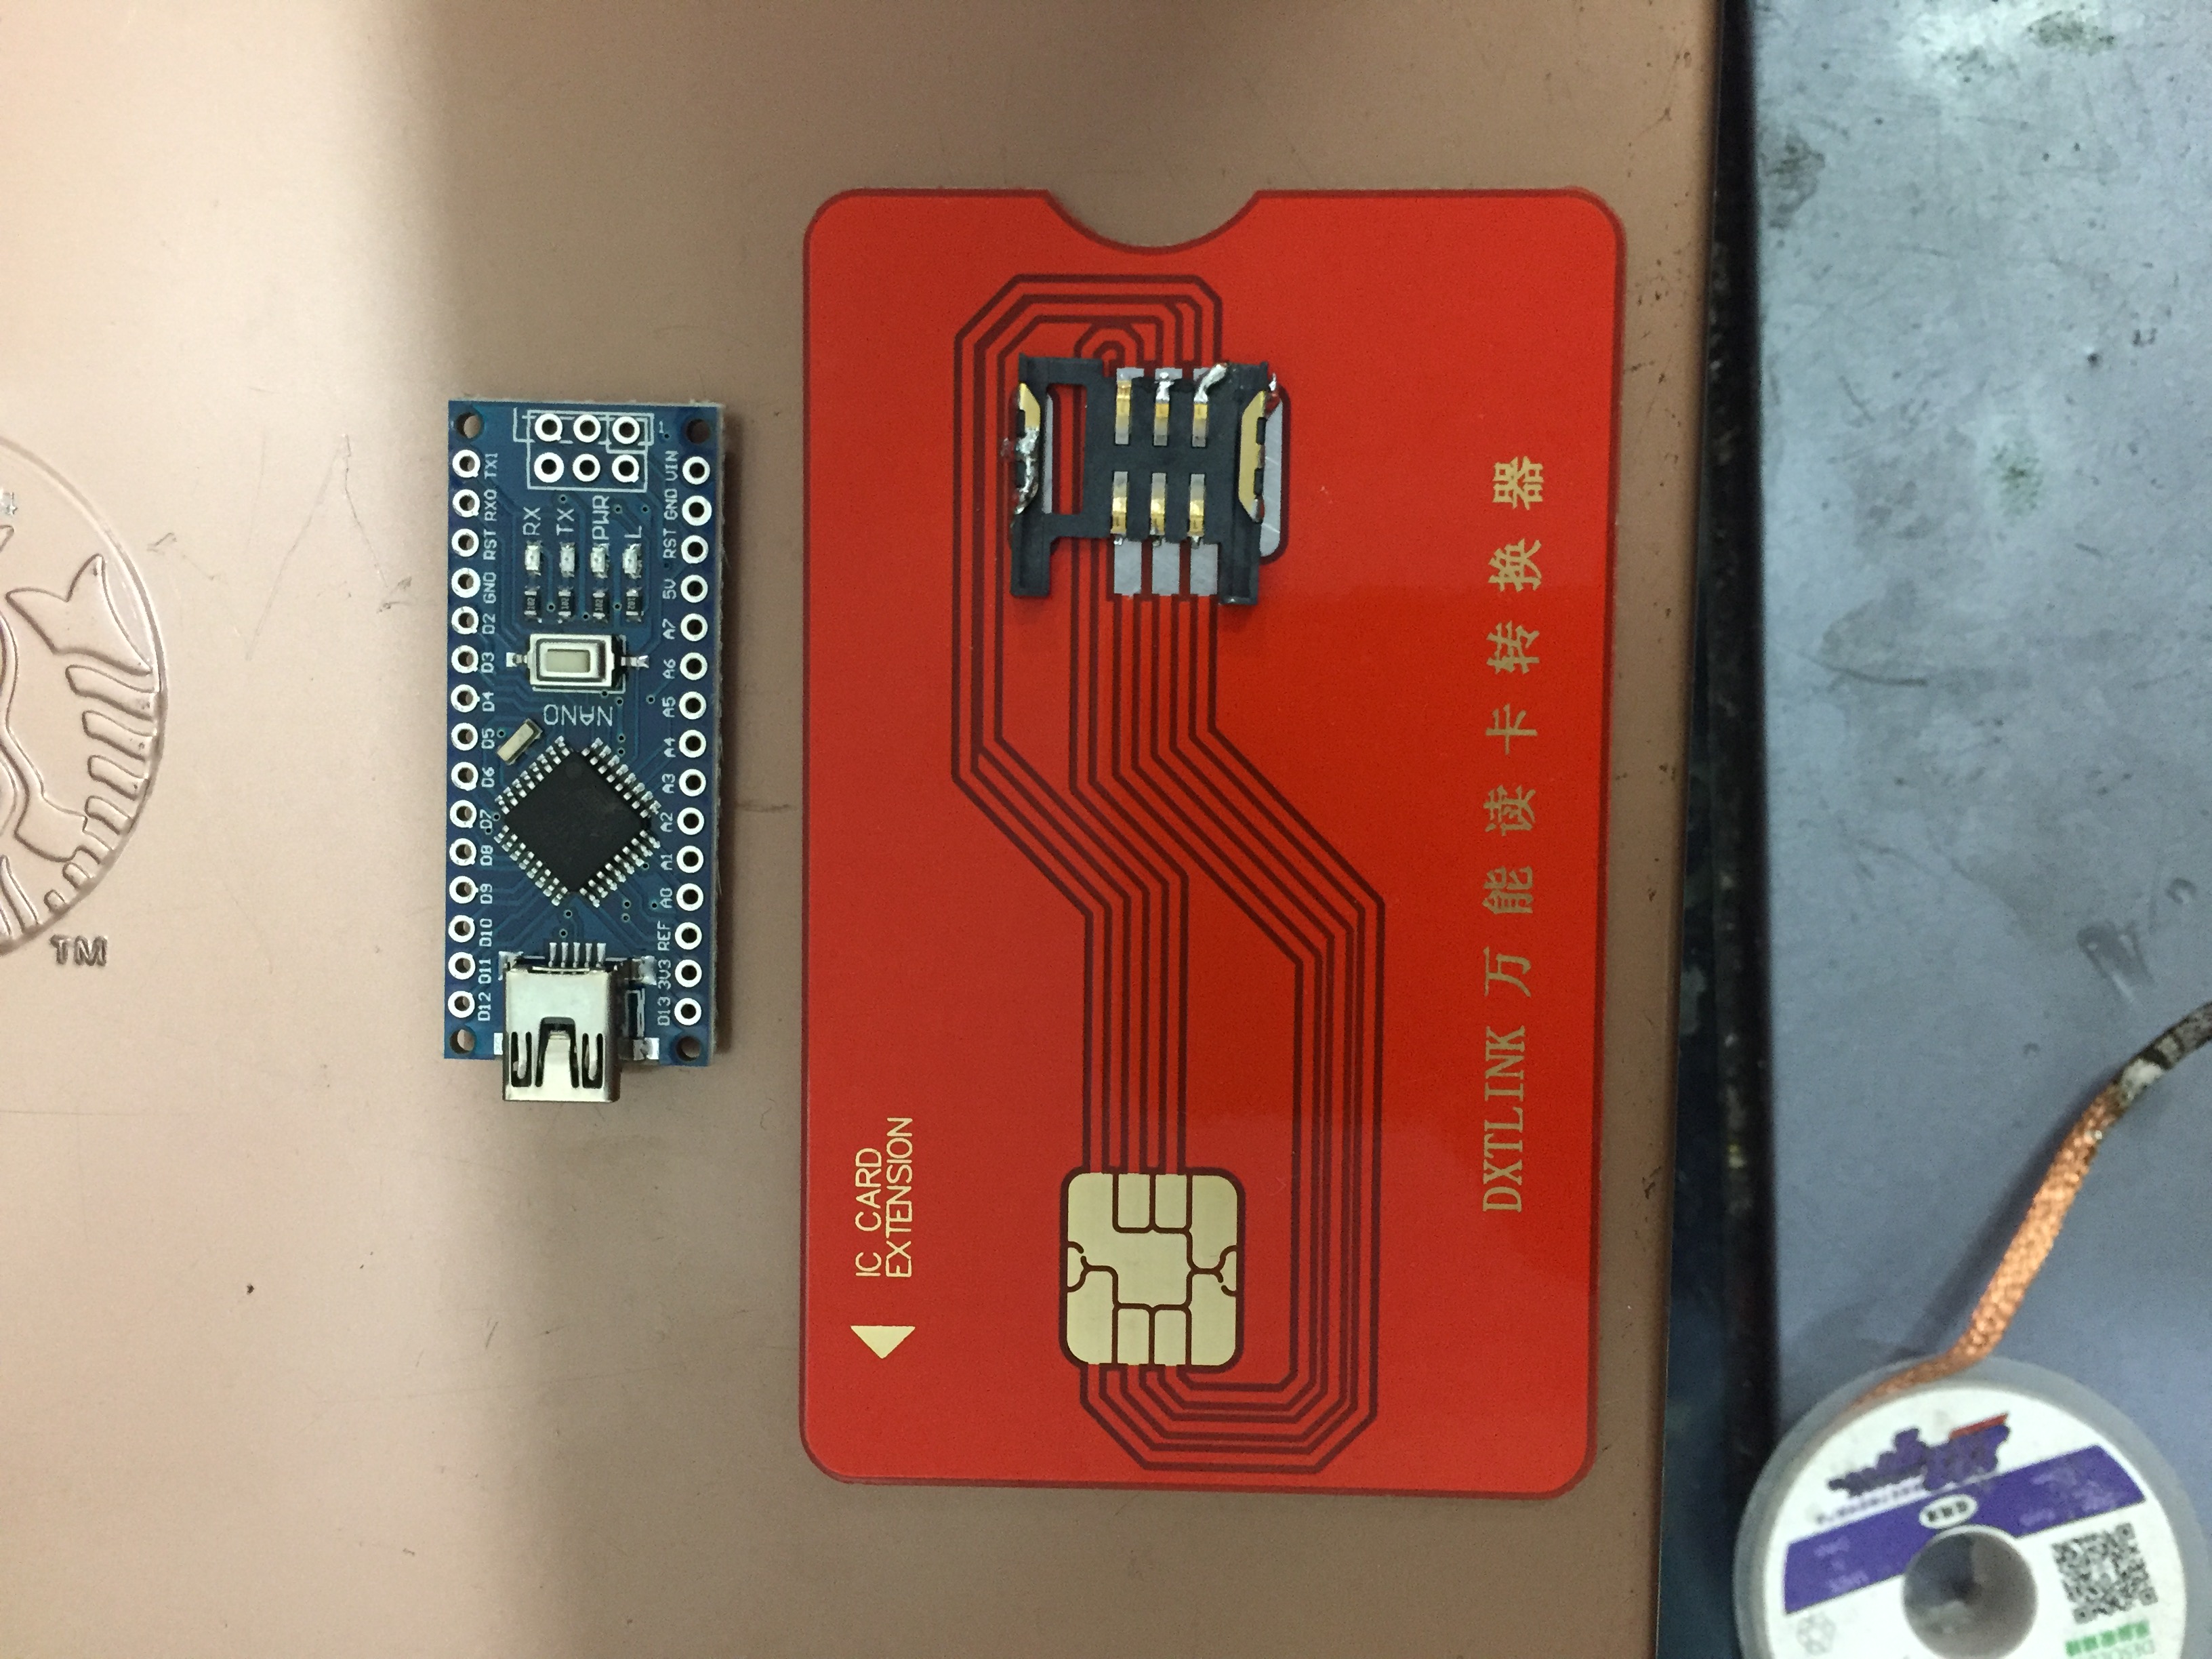 TM
D12 D11 D10 D9 D8 D7 D6 D5 D4 D3 D2 GND RST RX0 TX1
RX
TX
PWR
L
NANO
1
D13 3V3 REF A0 A1 A2 A3 A4 A5 A6 A7 5V RST GND VIN
IC CARD
EXTENSION
DXTLINK 万能读卡转换器